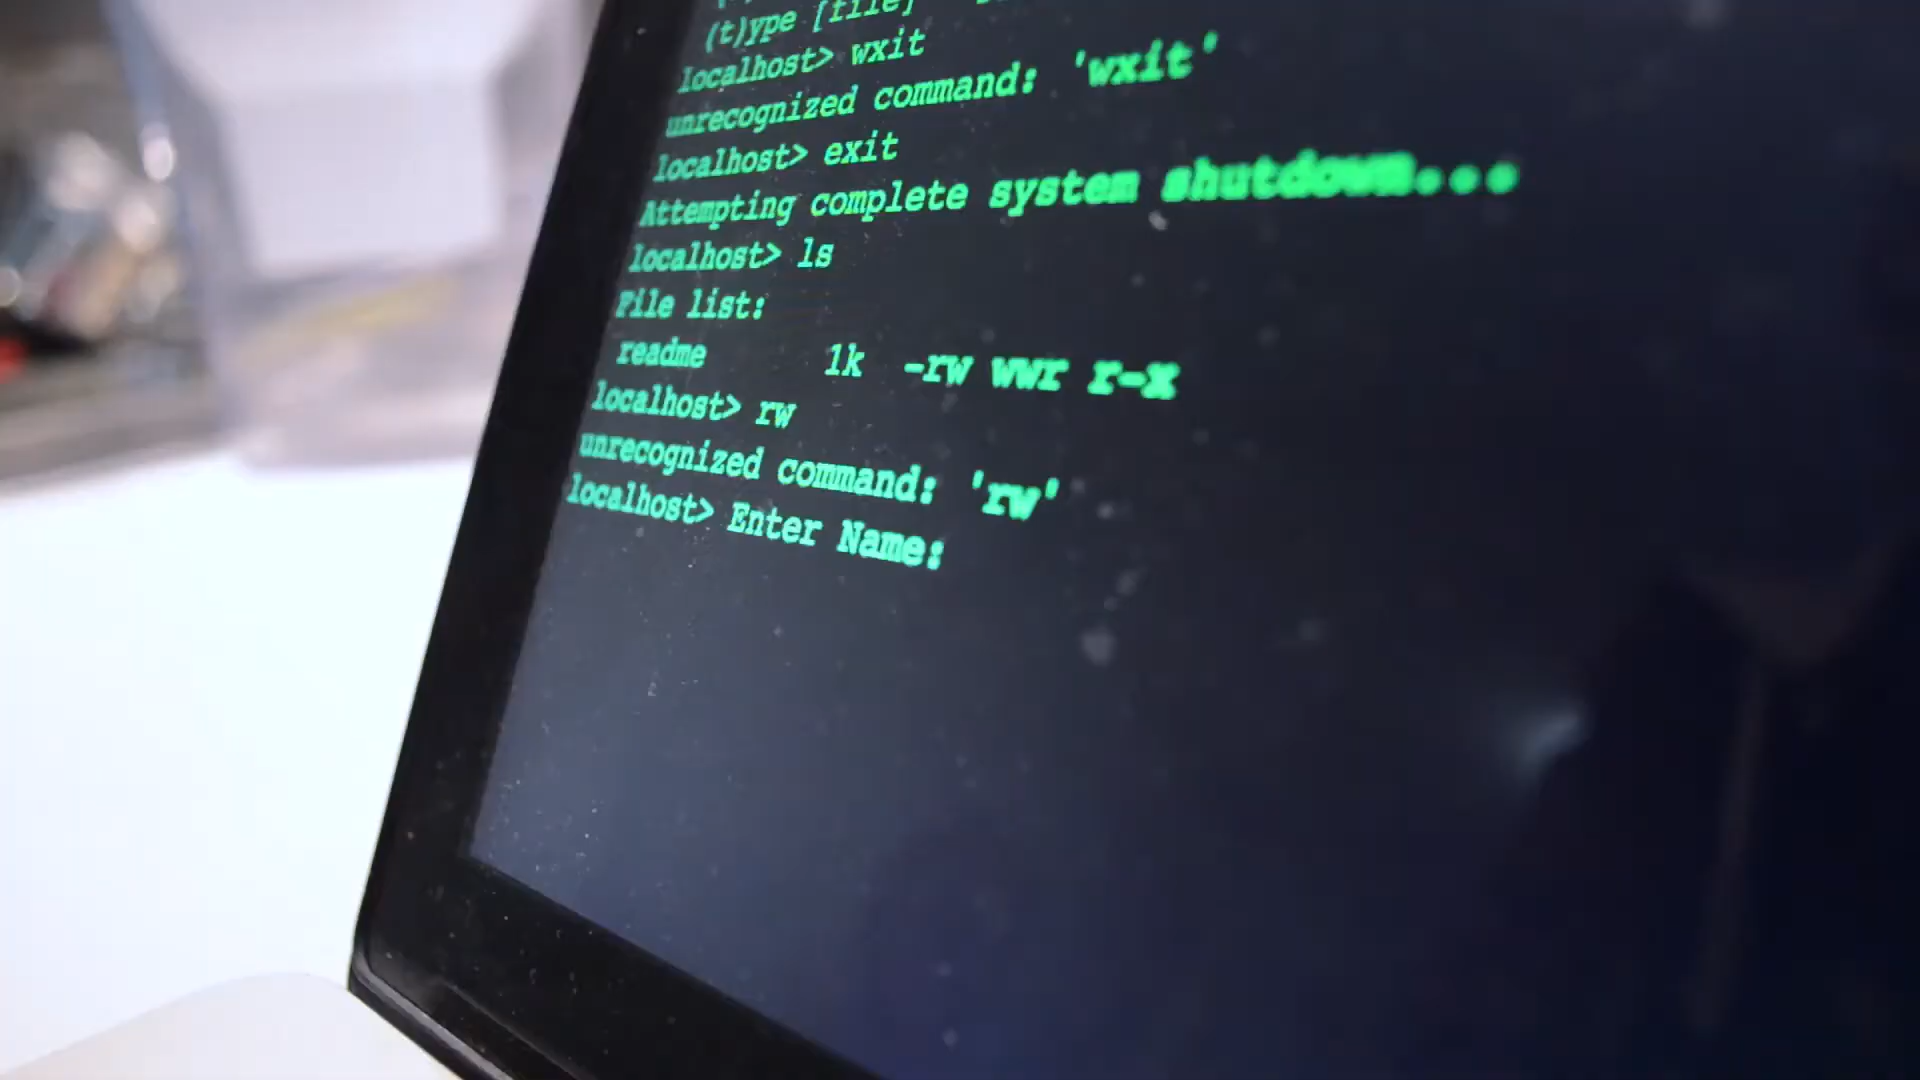 (t)ype [file]
localhost> wxit
unrecognized command: 'wxit'
localhost> exit
Attempting complete system shutdown...
localhost> ls
File list:
readme 1k -rw wwr r-x
localhost> rw
unrecognized command: 'rw'
localhost> Enter Name: